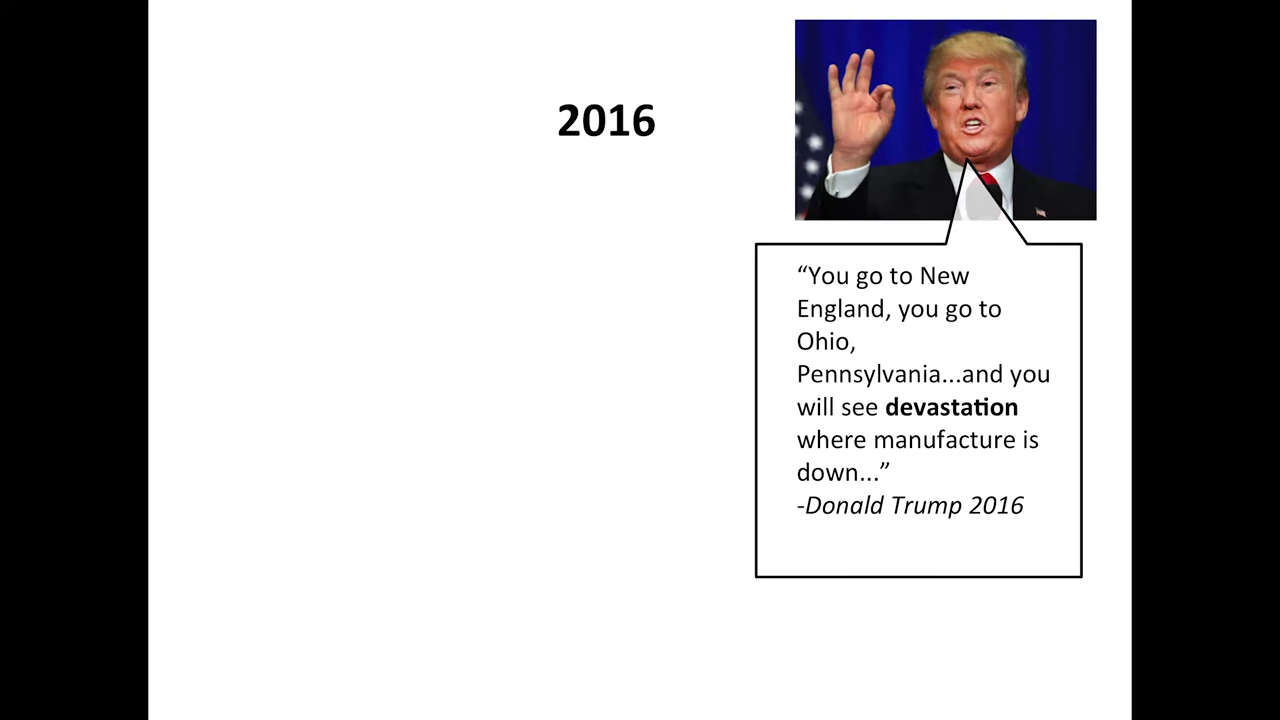 2016
“You go to New
England, you go to
Ohio,
Pennsylvania...and you
will see devastation
where manufacture is
down...”
-Donald Trump 2016